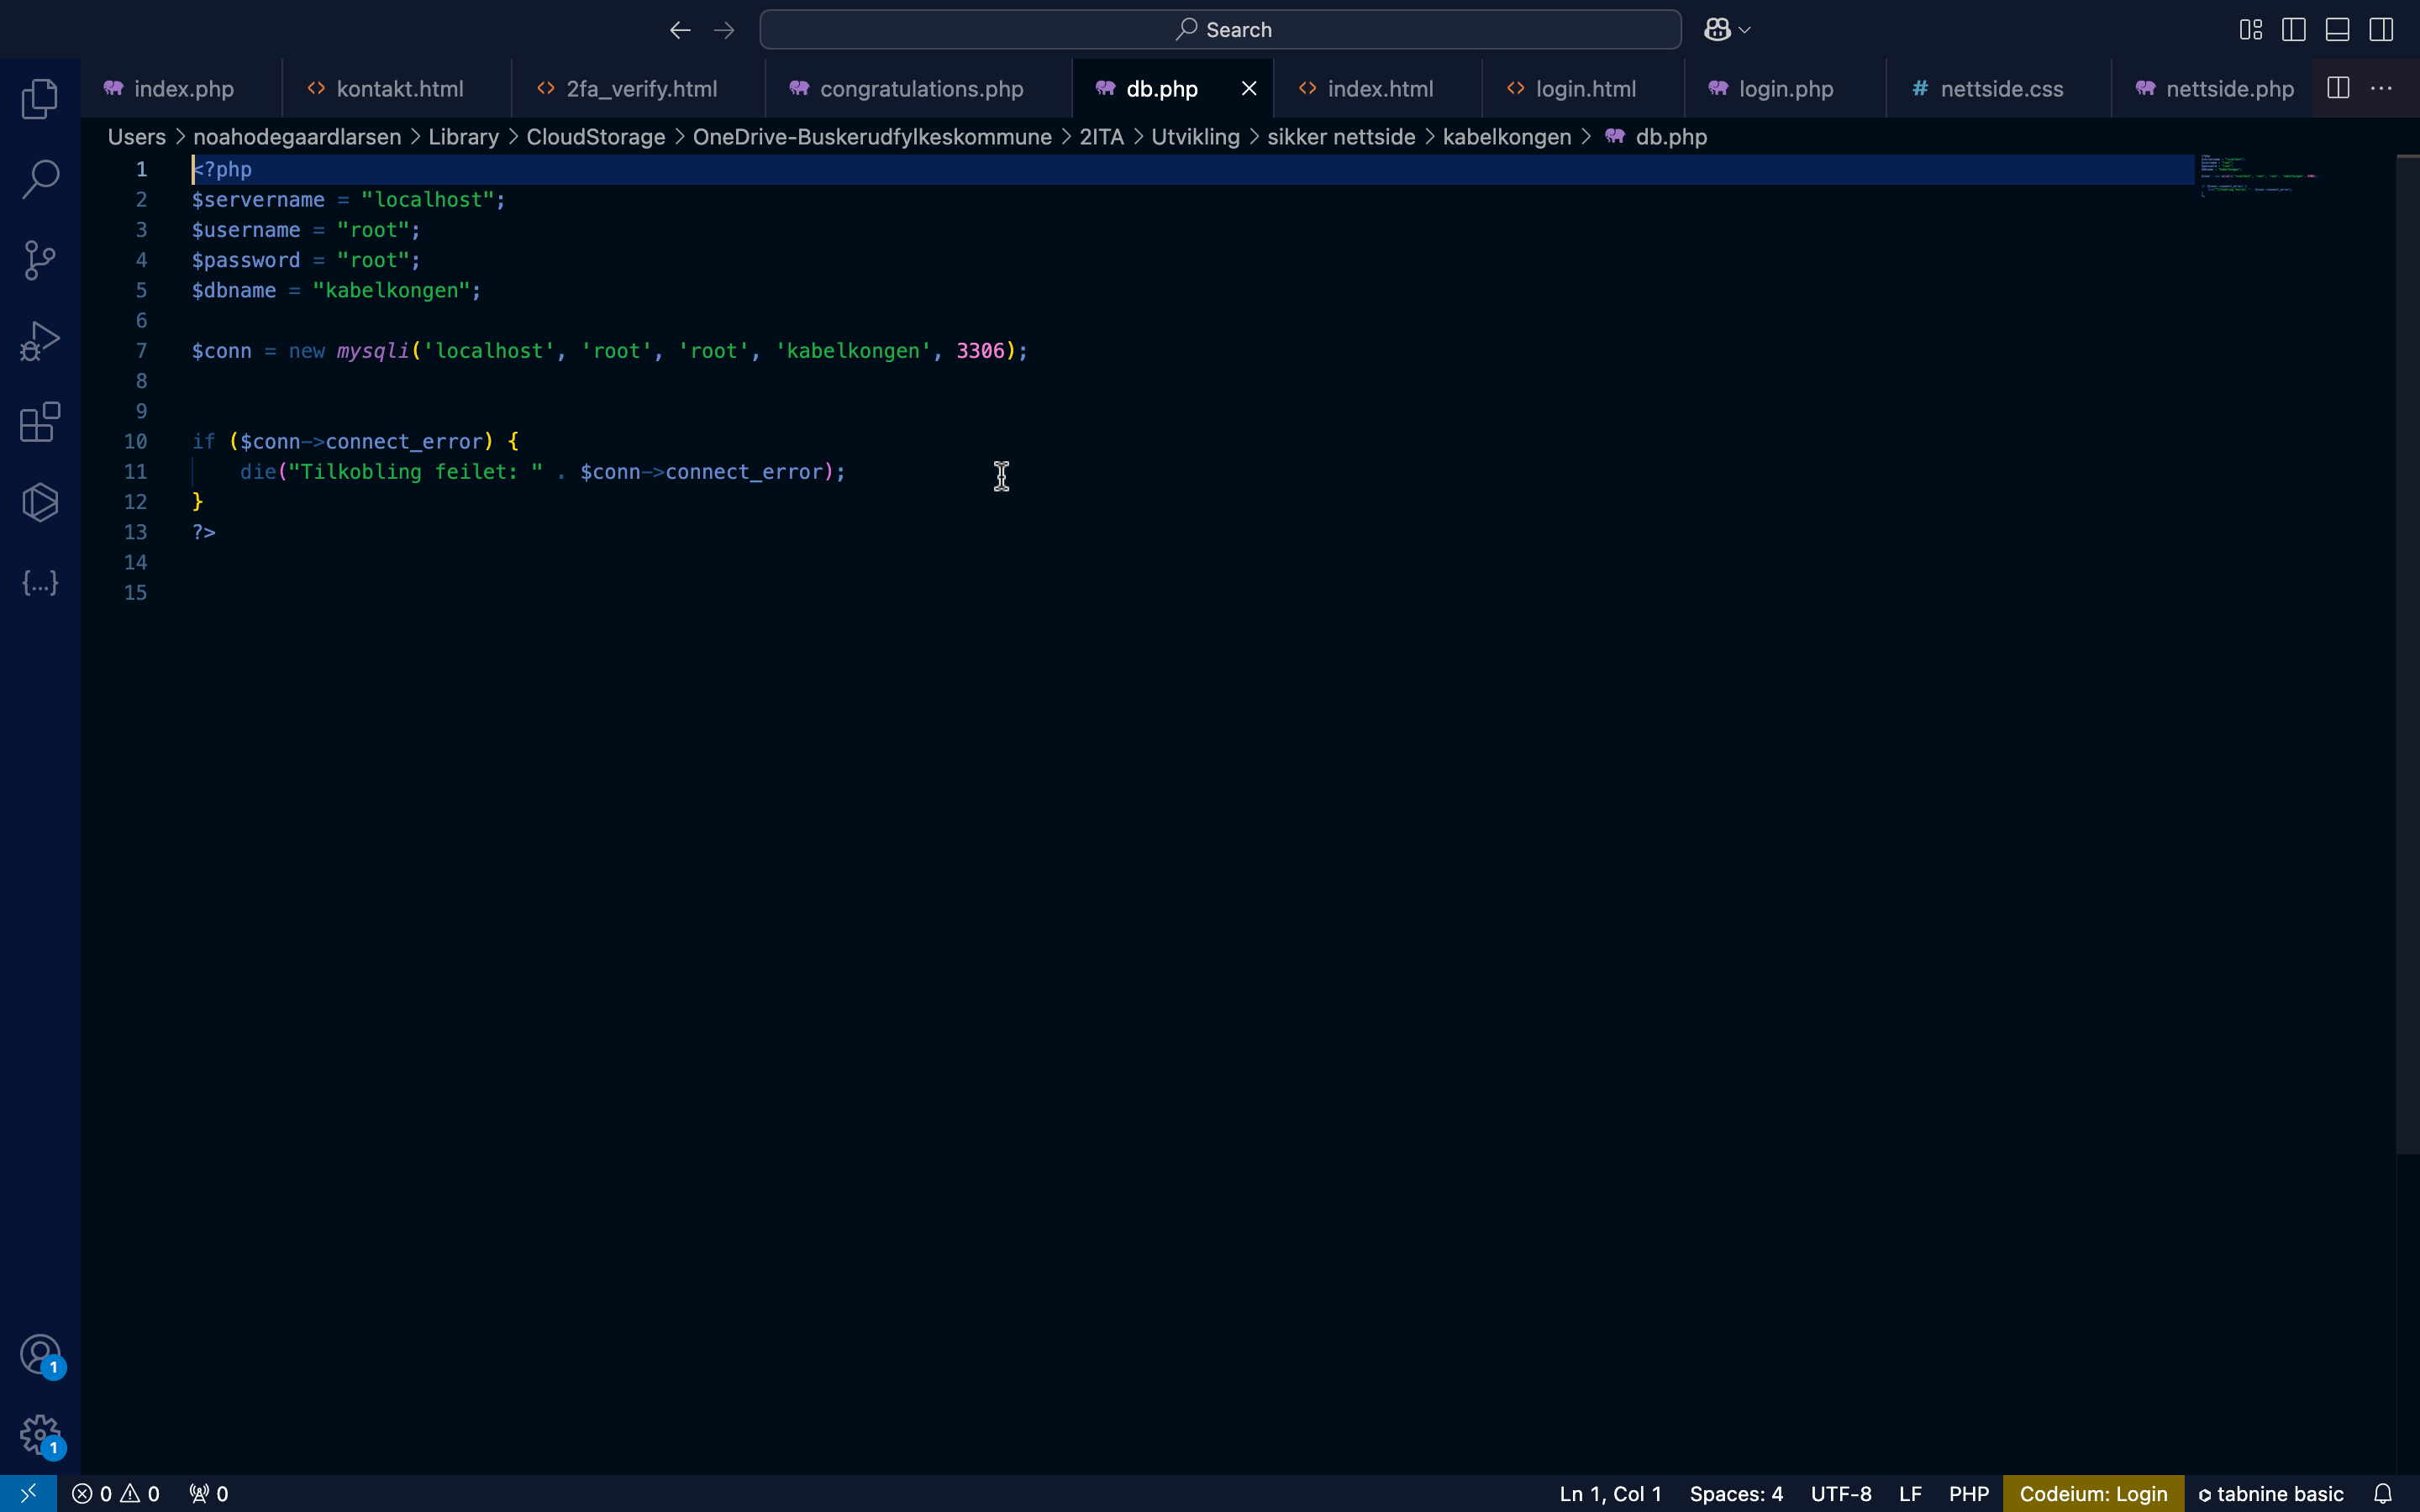 Search
index.php
kontakt.html
2fa_verify.html
congratulations.php
db.php
index.html
login.html
login.php
# nettside.css
nettside.php
Users > noahodegaardlarsen > Library > CloudStorage > OneDrive-Buskerudfylkeskommune > 2ITA > Utvikling > sikker nettside > kabelkongen > db.php
1 <?php
2 $servername = "localhost";
3 $username = "root";
4 $password = "root";
5 $dbname = "kabelkongen";
6
7 $conn = new mysqli('localhost', 'root', 'root', 'kabelkongen', 3306);
8
9
10 if ($conn->connect_error) {
11     die("Tilkobling feilet: " . $conn->connect_error);
12 }
13 ?>
14
15
{...}
1
1
0 0 0 Ln 1, Col 1 Spaces: 4 UTF-8 LF PHP Codeium: Login tabnine basic